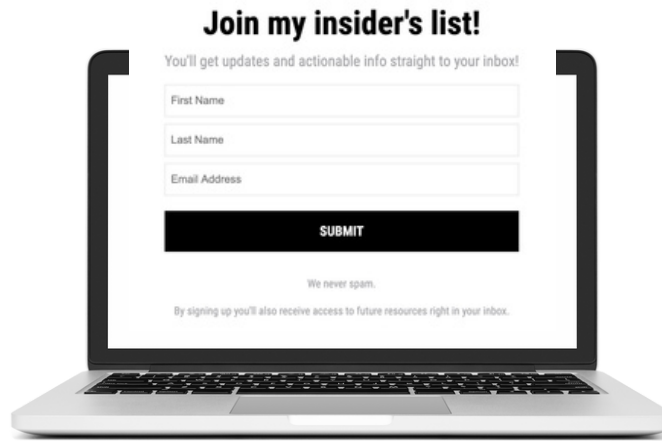 Join my insider's list!
You'll get updates and actionable info straight to your inbox!
First Name
Last Name
Email Address
SUBMIT
We never spam.
By signing up you'll also receive access to future resources right in your inbox.